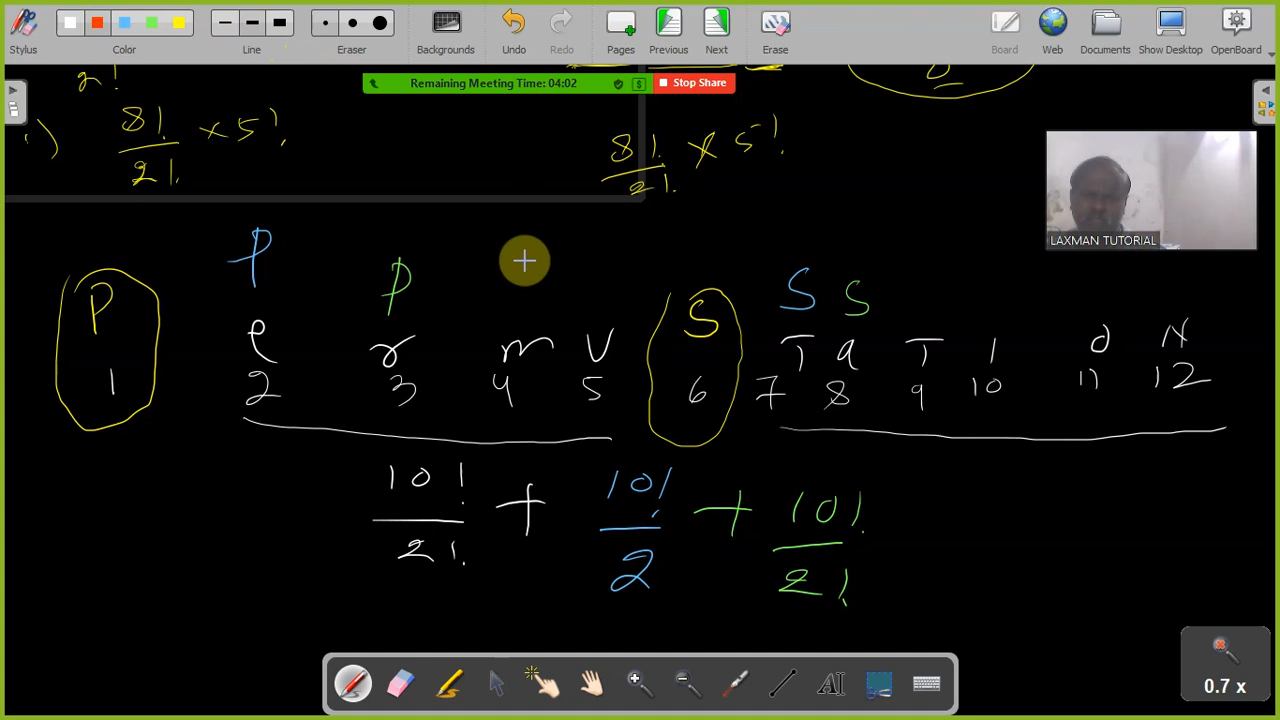 Stylus Color Line Eraser Backgrounds Undo Redo Pages Previous Next Erase Board Web Documents Show Desktop OpenBoard
Remaining Meeting Time: 04:02 Stop Share
2!
8!/2! × 5!
8!/2! × 5!
LAXMAN TUTORIAL
P P P S S S
e r m V T a T I O N
1 2 3 4 5 6 7 8 9 10 11 12
10!/2! + 10!/2 + 10!/2!
0.7 x